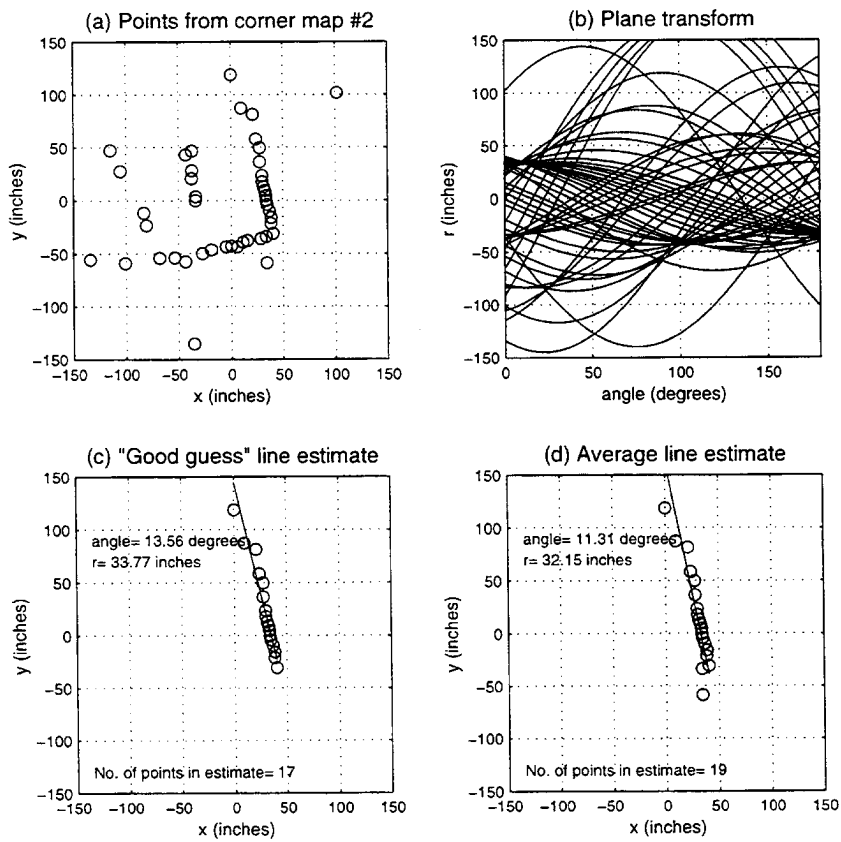 (a) Points from corner map #2
150
100
50
0
−50
−100
−150
y (inches)
−150 −100 −50 0 50 100 150
x (inches)
(b) Plane transform
150
100
50
0
−50
−100
−150
r (inches)
0 50 100 150
angle (degrees)
(c) "Good guess" line estimate
150
100
50
0
−50
−100
−150
y (inches)
angle= 13.56 degrees
r= 33.77 inches
No. of points in estimate= 17
−150 −100 −50 0 50 100 150
x (inches)
(d) Average line estimate
150
100
50
0
−50
−100
−150
y (inches)
angle= 11.31 degrees
r= 32.15 inches
No. of points in estimate= 19
−150 −100 −50 0 50 100 150
x (inches)